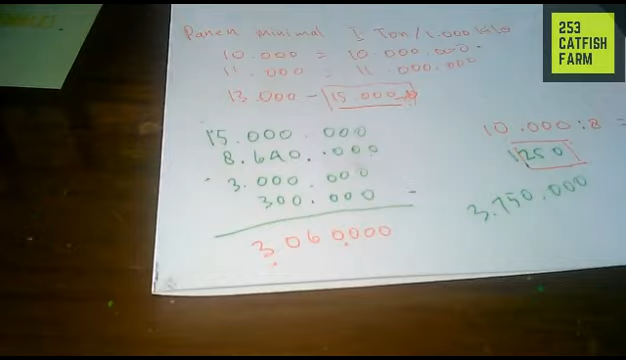 Panen minimal 1 Ton / 1.000 kilo
10.000 = 10.000.000.
11.000 = 11.000.000
13.000 - 15.000
15.000.000
8.640.000
3.000.000
300.000 -
3.060.000
10.000 : 8 =
1250
3.750.000
253
CATFISH
FARM